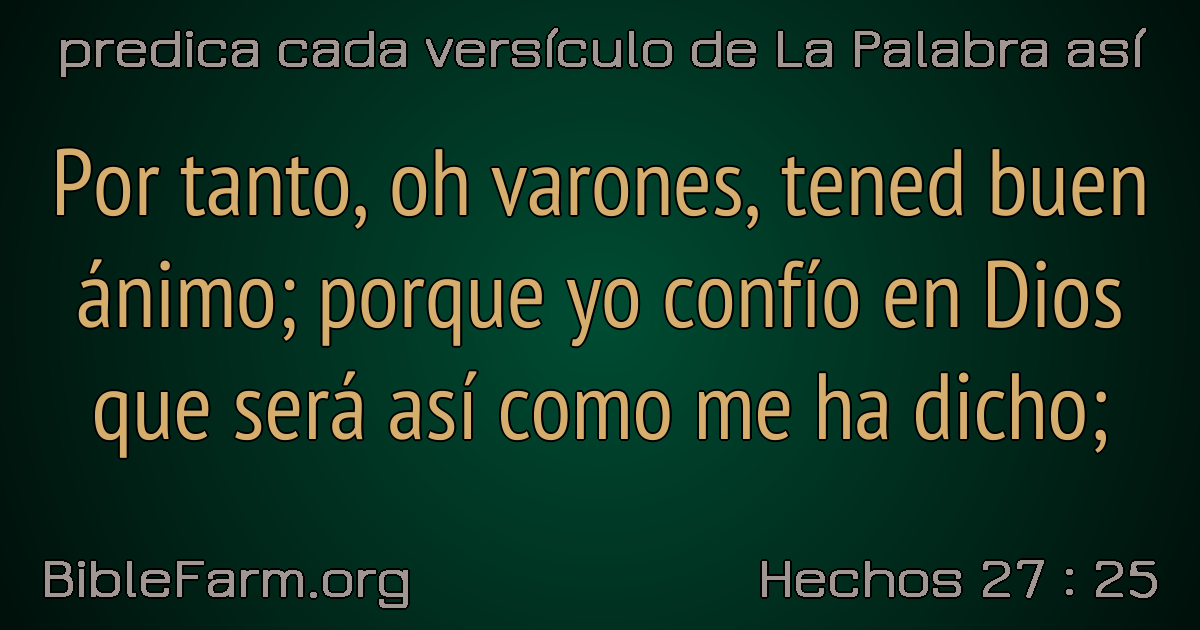 predica cada versículo de La Palabra así
Por tanto, oh varones, tened buen
ánimo; porque yo confío en Dios
que será así como me ha dicho;
BibleFarm.org
Hechos 27 : 25